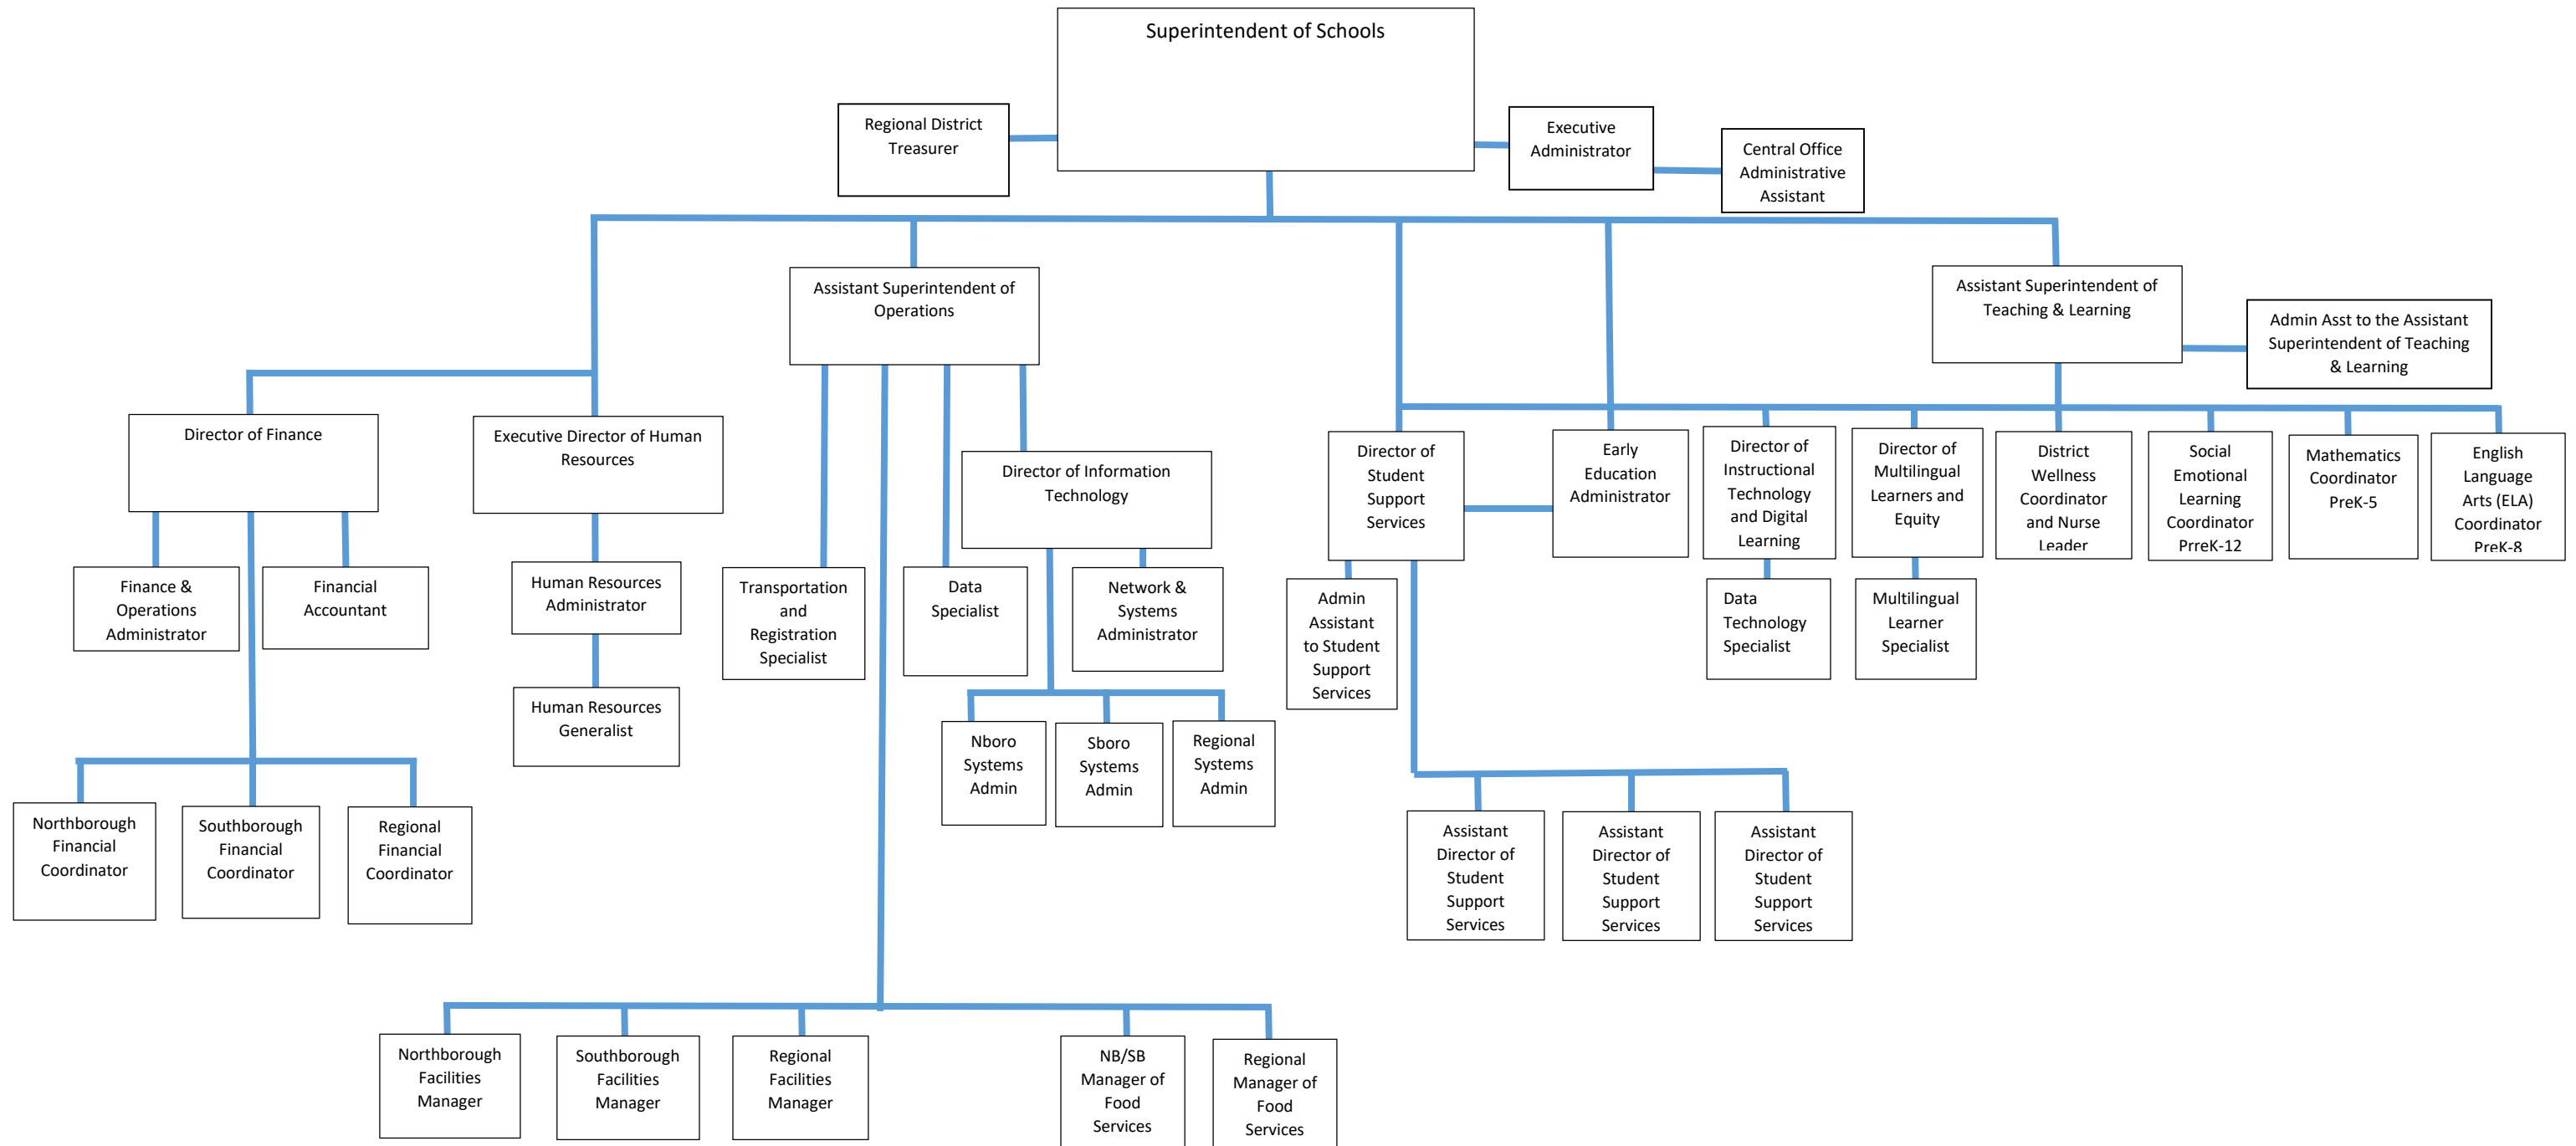 Superintendent of Schools
Regional District
Treasurer
Executive
Administrator
Central Office
Administrative
Assistant
Assistant Superintendent of
Operations
Assistant Superintendent of
Teaching & Learning
Admin Asst to the Assistant
Superintendent of Teaching
& Learning
Director of Finance
Executive Director of Human
Resources
Director of Information
Technology
Director of
Student
Support
Services
Early
Education
Administrator
Director of
Instructional
Technology
and Digital
Learning
Director of
Multilingual
Learners and
Equity
District
Wellness
Coordinator
and Nurse
Leader
Social
Emotional
Learning
Coordinator
PrreK-12
Mathematics
Coordinator
PreK-5
English
Language
Arts (ELA)
Coordinator
PreK-8
Finance &
Operations
Administrator
Financial
Accountant
Human Resources
Administrator
Transportation
and
Registration
Specialist
Data
Specialist
Network &
Systems
Administrator
Admin
Assistant
to Student
Support
Services
Data
Technology
Specialist
Multilingual
Learner
Specialist
Human Resources
Generalist
Nboro
Systems
Admin
Sboro
Systems
Admin
Regional
Systems
Admin
Northborough
Financial
Coordinator
Southborough
Financial
Coordinator
Regional
Financial
Coordinator
Assistant
Director of
Student
Support
Services
Assistant
Director of
Student
Support
Services
Assistant
Director of
Student
Support
Services
Northborough
Facilities
Manager
Southborough
Facilities
Manager
Regional
Facilities
Manager
NB/SB
Manager of
Food
Services
Regional
Manager of
Food
Services